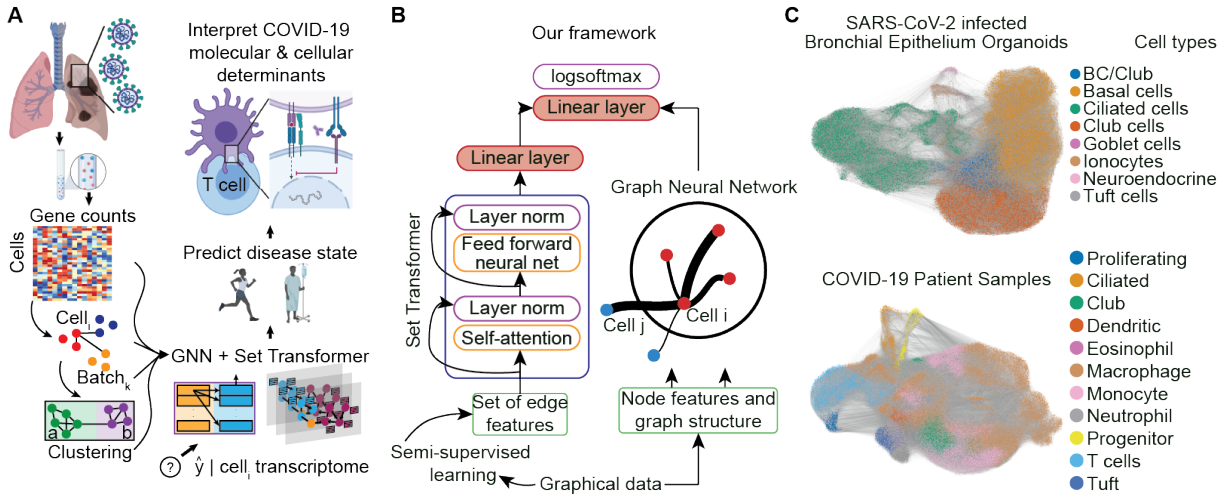 A
Interpret COVID-19
molecular & cellular
determinants
T cell
Gene counts
Cells
Predict disease state
Cell i
Batch k
GNN + Set Transformer
a
b
Clustering
?
ŷ | cell i transcriptome
B
Our framework
logsoftmax
Linear layer
Linear layer
Graph Neural Network
Set Transformer
Layer norm
Feed forward
neural net
Layer norm
Self-attention
Cell j
Cell i
Set of edge
features
Node features and
graph structure
Semi-supervised
learning
Graphical data
C
SARS-CoV-2 infected
Bronchial Epithelium Organoids
Cell types
BC/Club
Basal cells
Ciliated cells
Club cells
Goblet cells
Ionocytes
Neuroendocrine
Tuft cells
COVID-19 Patient Samples
Proliferating
Ciliated
Club
Dendritic
Eosinophil
Macrophage
Monocyte
Neutrophil
Progenitor
T cells
Tuft